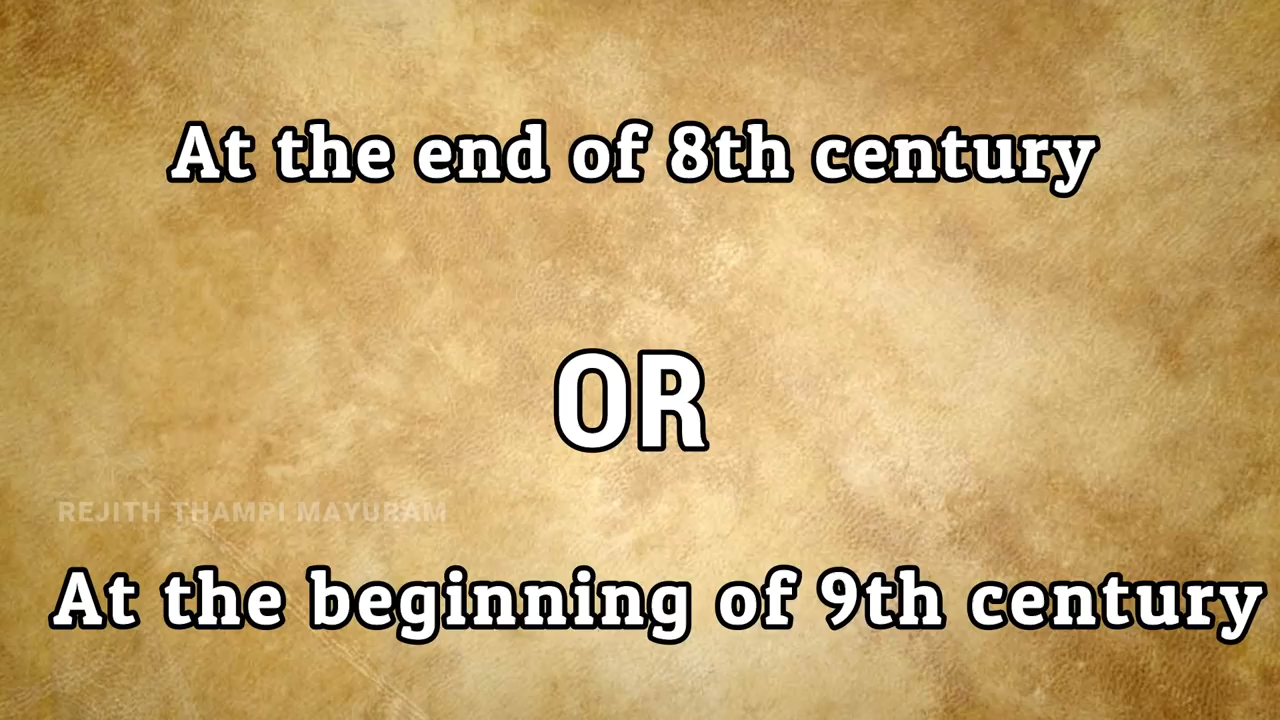 At the end of 8th century
OR
REJITH THAMPI MAYURAM
At the beginning of 9th century